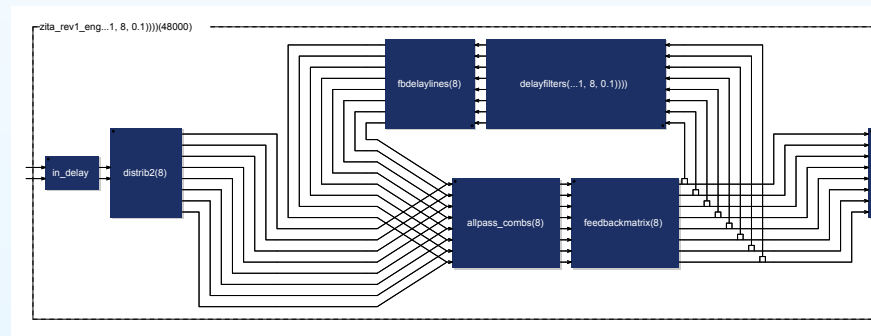 zita_rev1_eng...1, 8, 0.1))))(48000)
fbdelaylines(8)
delayfilters(...1, 8, 0.1))))
in_delay
distrib2(8)
allpass_combs(8)
feedbackmatrix(8)